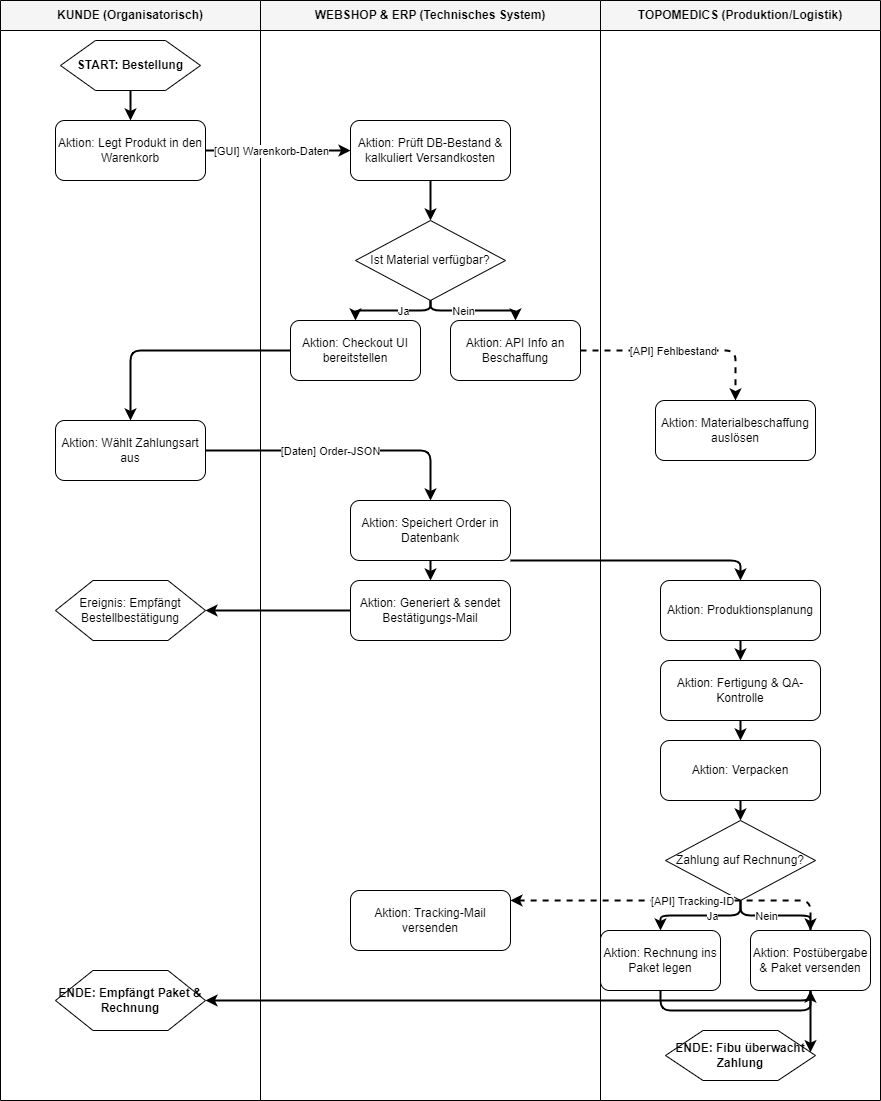 KUNDE (Organisatorisch)
WEBSHOP & ERP (Technisches System)
TOPOMEDICS (Produktion/Logistik)
START: Bestellung
Aktion: Legt Produkt in den
Warenkorb
[GUI] Warenkorb-Daten
Aktion: Prüft DB-Bestand &
kalkuliert Versandkosten
Ist Material verfügbar?
Ja
Nein
Aktion: Checkout UI
bereitstellen
Aktion: API Info an
Beschaffung
[API] Fehlbestand
Aktion: Materialbeschaffung
auslösen
Aktion: Wählt Zahlungsart
aus
[Daten] Order-JSON
Aktion: Speichert Order in
Datenbank
Ereignis: Empfängt
Bestellbestätigung
Aktion: Generiert & sendet
Bestätigungs-Mail
Aktion: Produktionsplanung
Aktion: Fertigung & QA-
Kontrolle
Aktion: Verpacken
Zahlung auf Rechnung?
[API] Tracking-ID
Ja
Nein
Aktion: Tracking-Mail
versenden
Aktion: Rechnung ins
Paket legen
Aktion: Postübergabe
& Paket versenden
ENDE: Empfängt Paket &
Rechnung
ENDE: Fibu überwacht
Zahlung